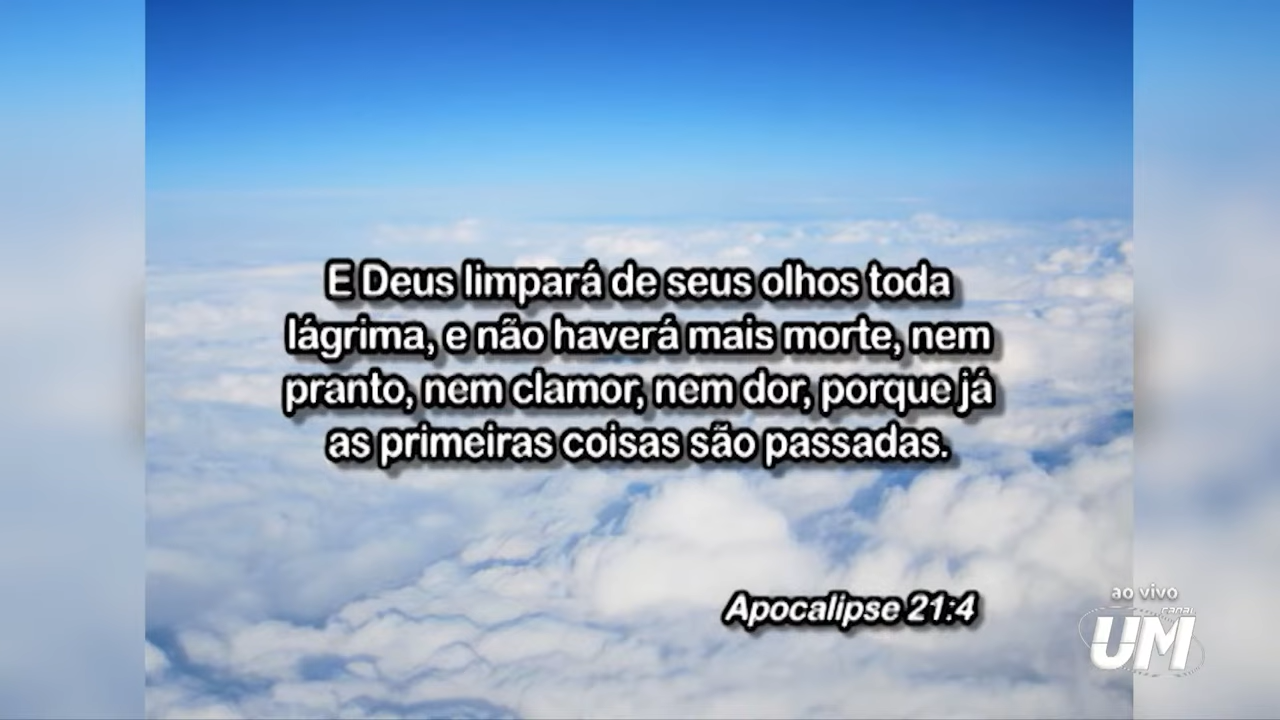 E Deus limpará de seus olhos toda
lágrima, e não haverá mais morte, nem
pranto, nem clamor, nem dor, porque já
as primeiras coisas são passadas.
Apocalipse 21:4
ao vivo
canal
UM